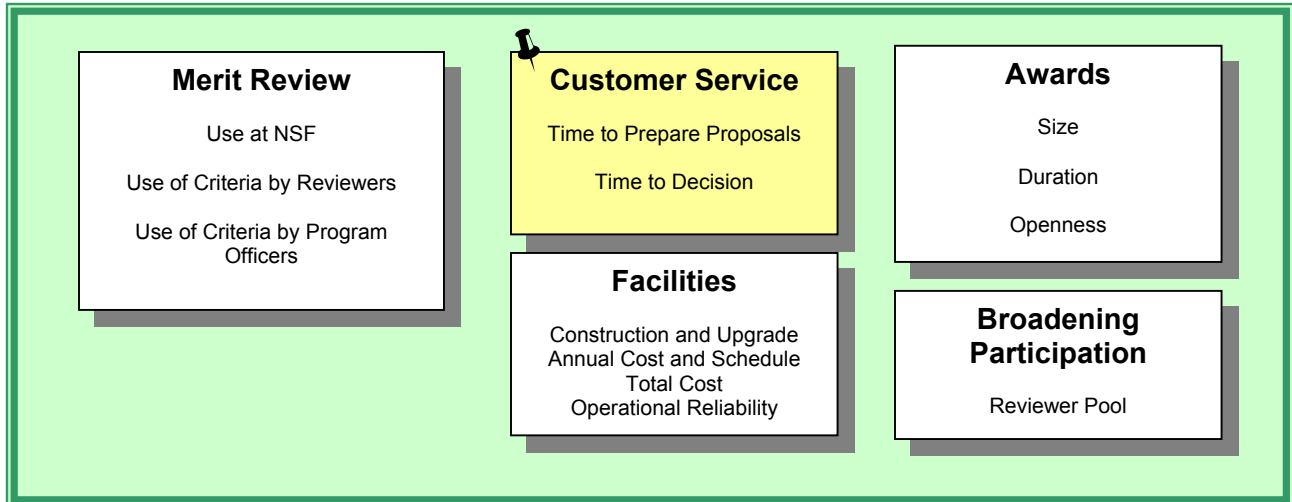 Merit Review
Use at NSF
Use of Criteria by Reviewers
Use of Criteria by Program
Officers
Customer Service
Time to Prepare Proposals
Time to Decision
Facilities
Construction and Upgrade
Annual Cost and Schedule
Total Cost
Operational Reliability
Awards
Size
Duration
Openness
Broadening
Participation
Reviewer Pool